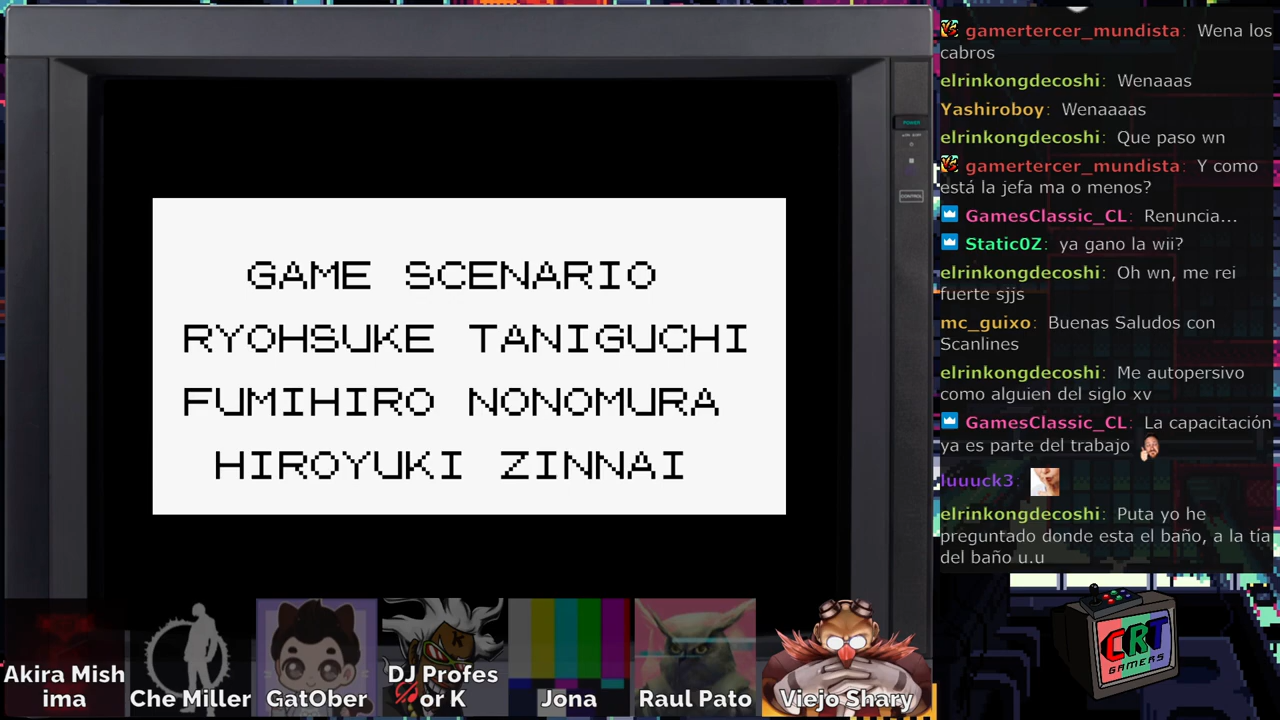 GAME SCENARIO
RYOHSUKE TANIGUCHI
FUMIHIRO NONOMURA
HIROYUKI ZINNAI
POWER
CONTROL
gamertercer_mundista: Wena los
cabros
elrinkongdecoshi: Wenaaas
Yashiroboy: Wenaaaas
elrinkongdecoshi: Que paso wn
gamertercer_mundista: Y como
está la jefa ma o menos?
GamesClassic_CL: Renuncia...
Static0Z: ya gano la wii?
elrinkongdecoshi: Oh wn, me rei
fuerte sjjs
mc_guixo: Buenas Saludos con
Scanlines
elrinkongdecoshi: Me autopersivo
como alguien del siglo xv
GamesClassic_CL: La capacitación
ya es parte del trabajo
luuuck3:
elrinkongdecoshi: Puta yo he
preguntado donde esta el baño, a la tía
del baño u.u
Akira Mish
ima
Che Miller
GatOber
DJ Profes
or K
Jona
Raul Pato
Viejo Shary
CRT
GAMERS